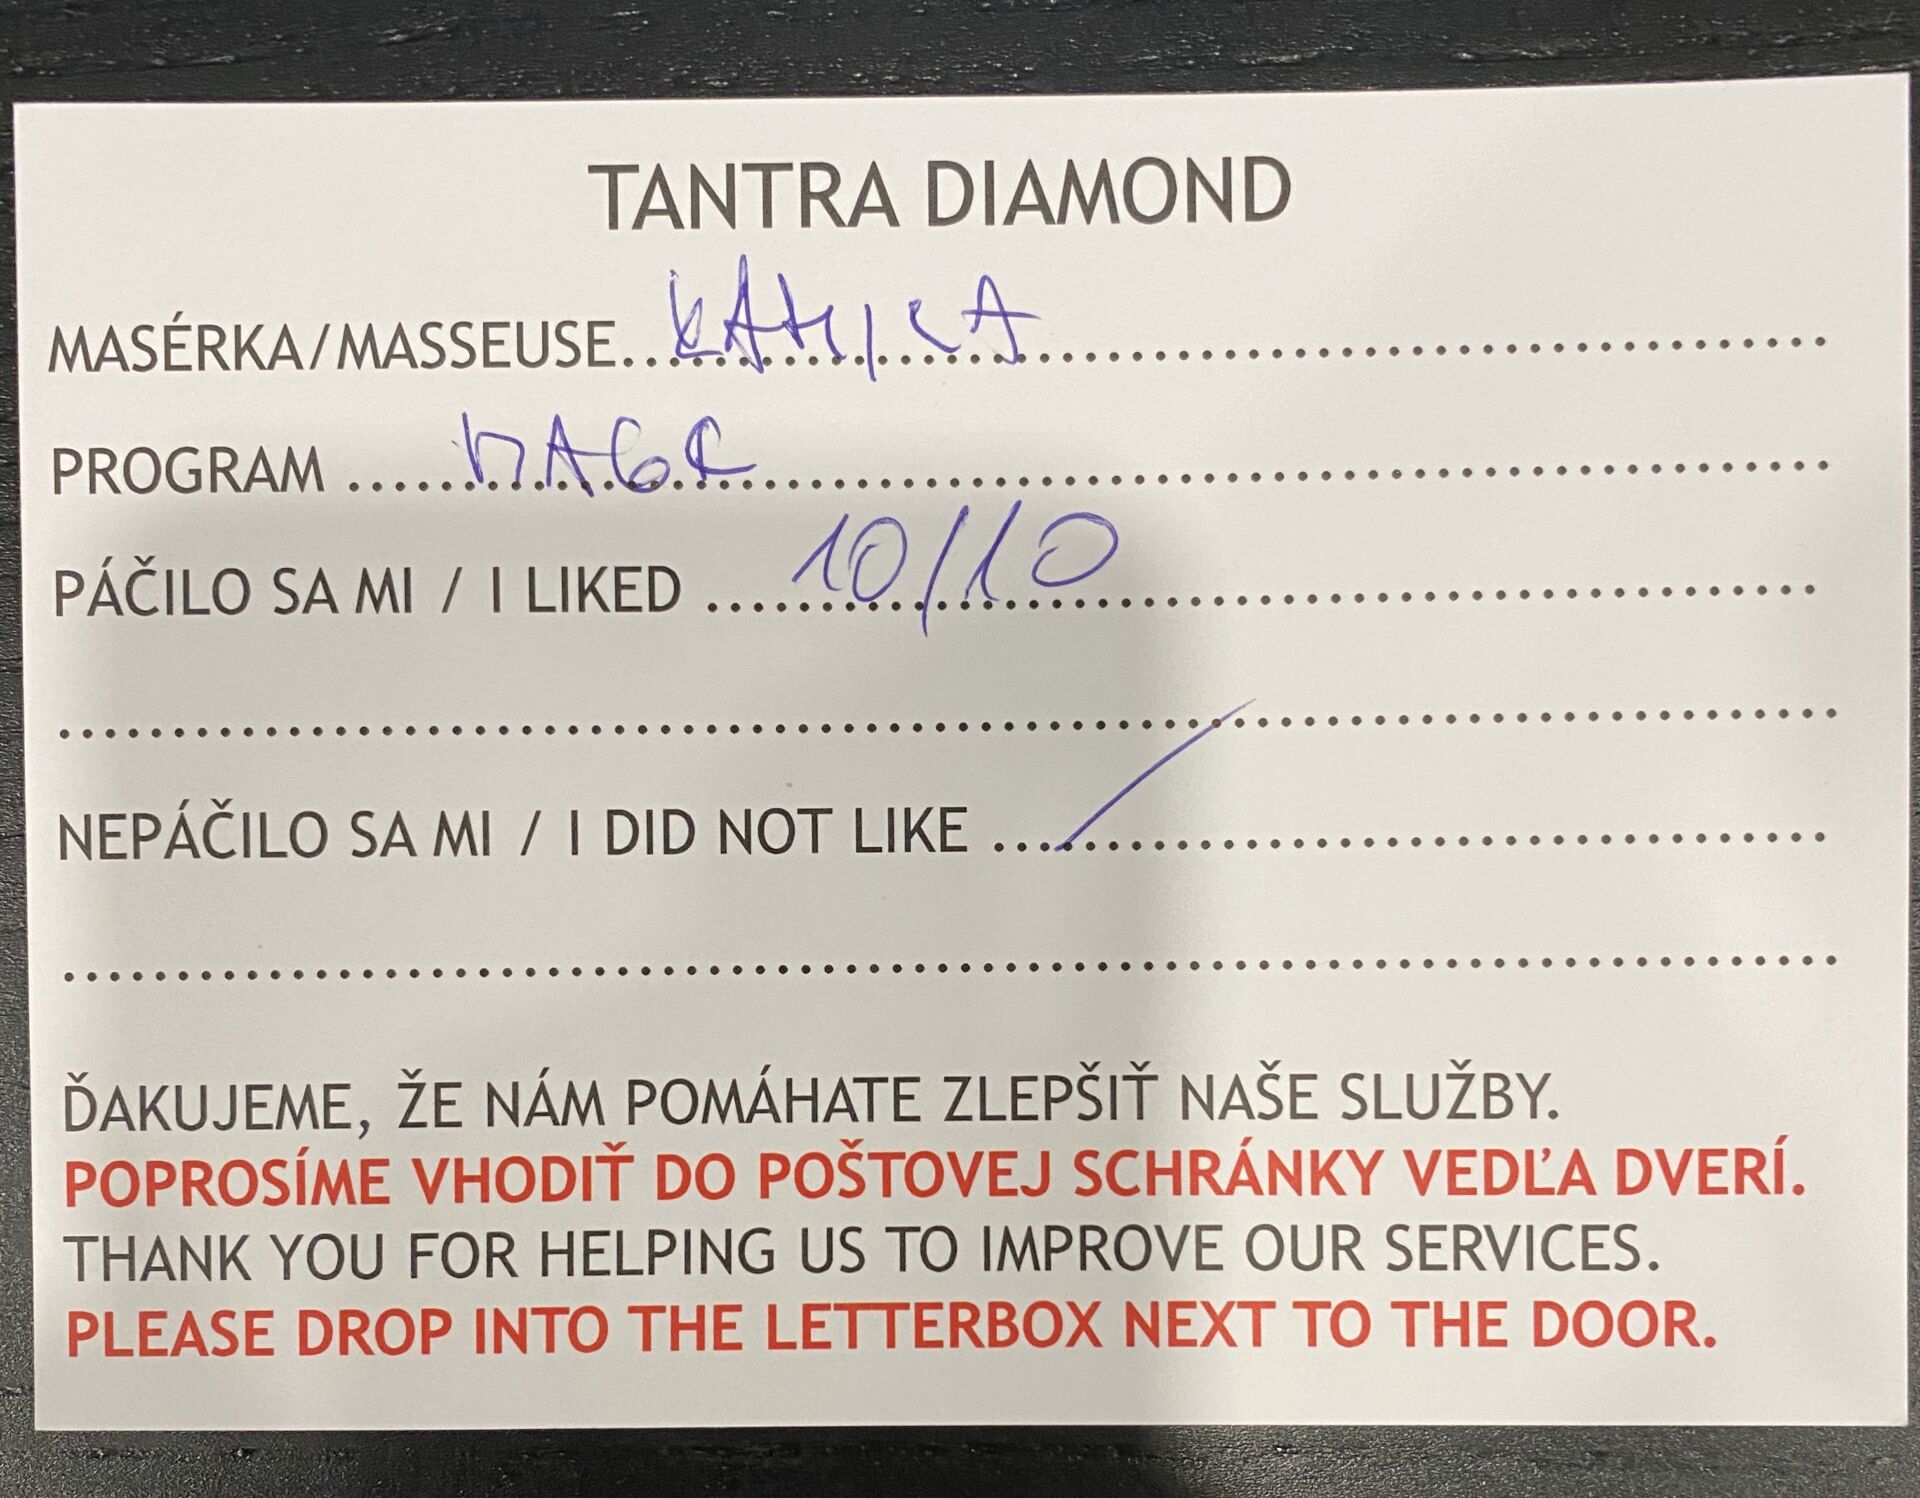 TANTRA DIAMOND
MASÉRKA/MASSEUSE
PROGRAM
PÁČILO SA MI / I LIKED 10/10
NEPÁČILO SA MI / I DID NOT LIKE /
ĎAKUJEME, ŽE NÁM POMÁHATE ZLEPŠIŤ NAŠE SLUŽBY.
POPROSÍME VHODIŤ DO POŠTOVEJ SCHRÁNKY VEDĽA DVERÍ.
THANK YOU FOR HELPING US TO IMPROVE OUR SERVICES.
PLEASE DROP INTO THE LETTERBOX NEXT TO THE DOOR.